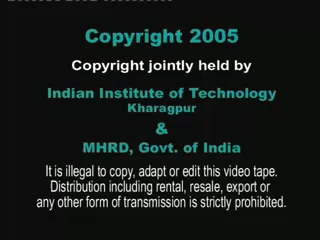 Copyright 2005
Copyright jointly held by
Indian Institute of Technology
Kharagpur
&
MHRD, Govt. of India
It is illegal to copy, adapt or edit this video tape.
Distribution including rental, resale, export or
any other form of transmission is strictly prohibited.